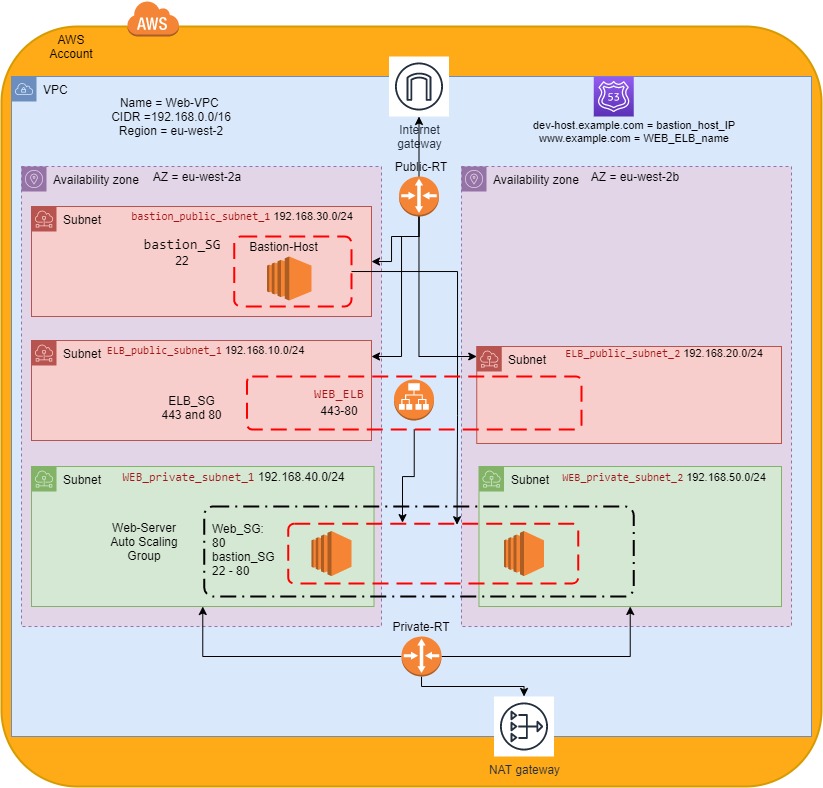 AWS
AWS
Account
VPC
Name = Web-VPC
CIDR =192.168.0.0/16
Region = eu-west-2
Internet
gateway
53
dev-host.example.com = bastion_host_IP
www.example.com = WEB_ELB_name
Public-RT
Availability zone AZ = eu-west-2a
Availability zone AZ = eu-west-2b
Subnet bastion_public_subnet_1 192.168.30.0/24
bastion_SG
22
Bastion-Host
Subnet ELB_public_subnet_1 192.168.10.0/24
Subnet ELB_public_subnet_2 192.168.20.0/24
ELB_SG
443 and 80
WEB_ELB
443-80
Subnet WEB_private_subnet_1 192.168.40.0/24
Subnet WEB_private_subnet_2 192.168.50.0/24
Web-Server
Auto Scaling
Group
Web_SG:
80
bastion_SG
22 - 80
Private-RT
NAT gateway